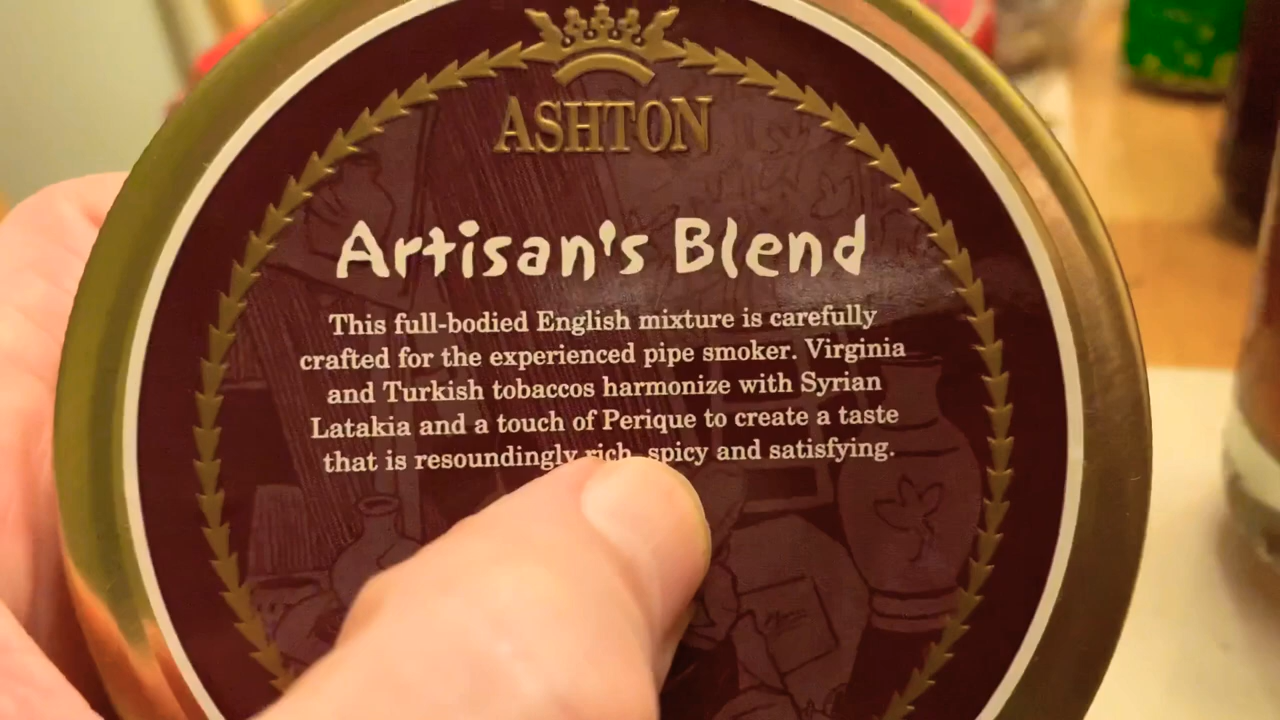 ASHTON
Artisan's Blend
This full-bodied English mixture is carefully
crafted for the experienced pipe smoker. Virginia
and Turkish tobaccos harmonize with Syrian
Latakia and a touch of Perique to create a taste
that is resoundingly rich, spicy and satisfying.